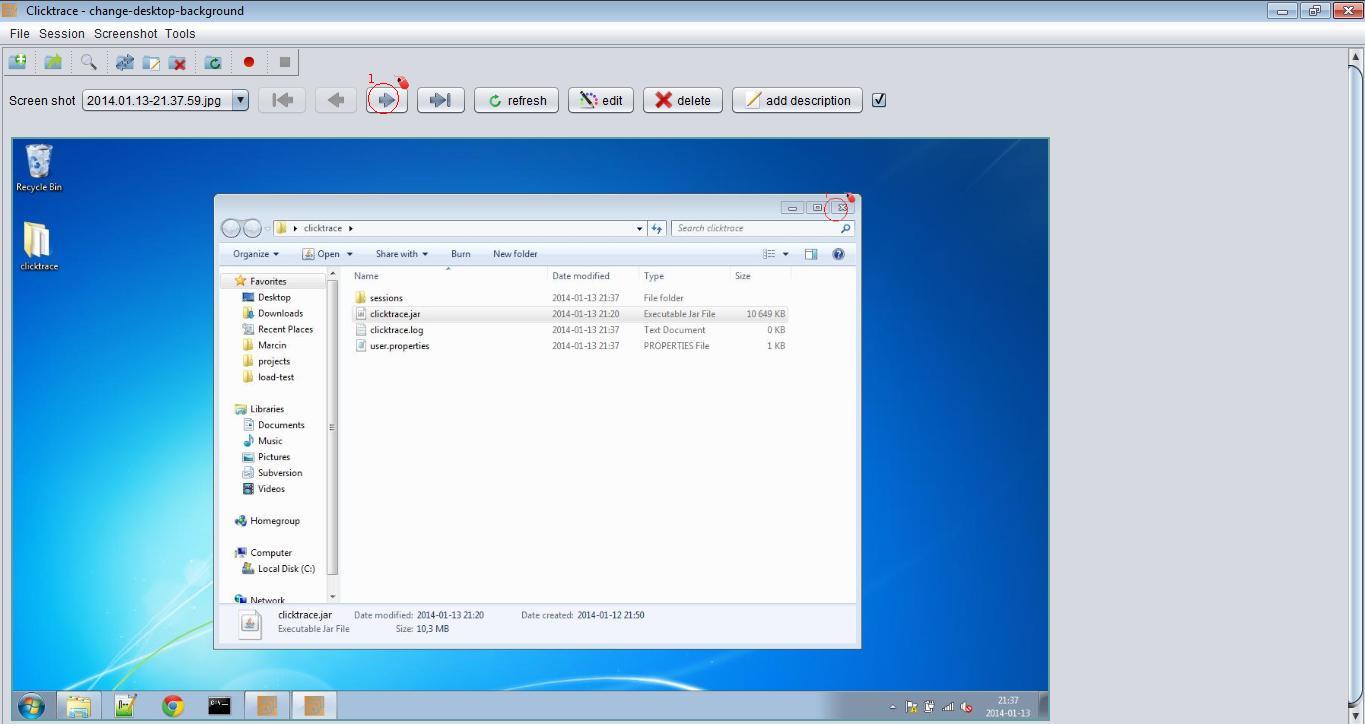 Clicktrace - change-desktop-background
File Session Screenshot Tools
1
Screen shot 2014.01.13-21.37.59.jpg refresh edit delete add description
Recycle Bin
clicktrace
clicktrace
Search clicktrace
Organize Open Share with Burn New folder
Name Date modified Type Size
Favorites
Desktop
Downloads
Recent Places
Marcin
projects
load-test
Libraries
Documents
Music
Pictures
Subversion
Videos
Homegroup
Computer
Local Disk (C:)
Network
sessions 2014-01-13 21:37 File folder
clicktrace.jar 2014-01-13 21:20 Executable Jar File 10 649 KB
clicktrace.log 2014-01-13 21:37 Text Document 0 KB
user.properties 2014-01-13 21:37 PROPERTIES File 1 KB
clicktrace.jar Date modified: 2014-01-13 21:20 Date created: 2014-01-12 21:50
Executable Jar File Size: 10,3 MB
21:37
2014-01-13